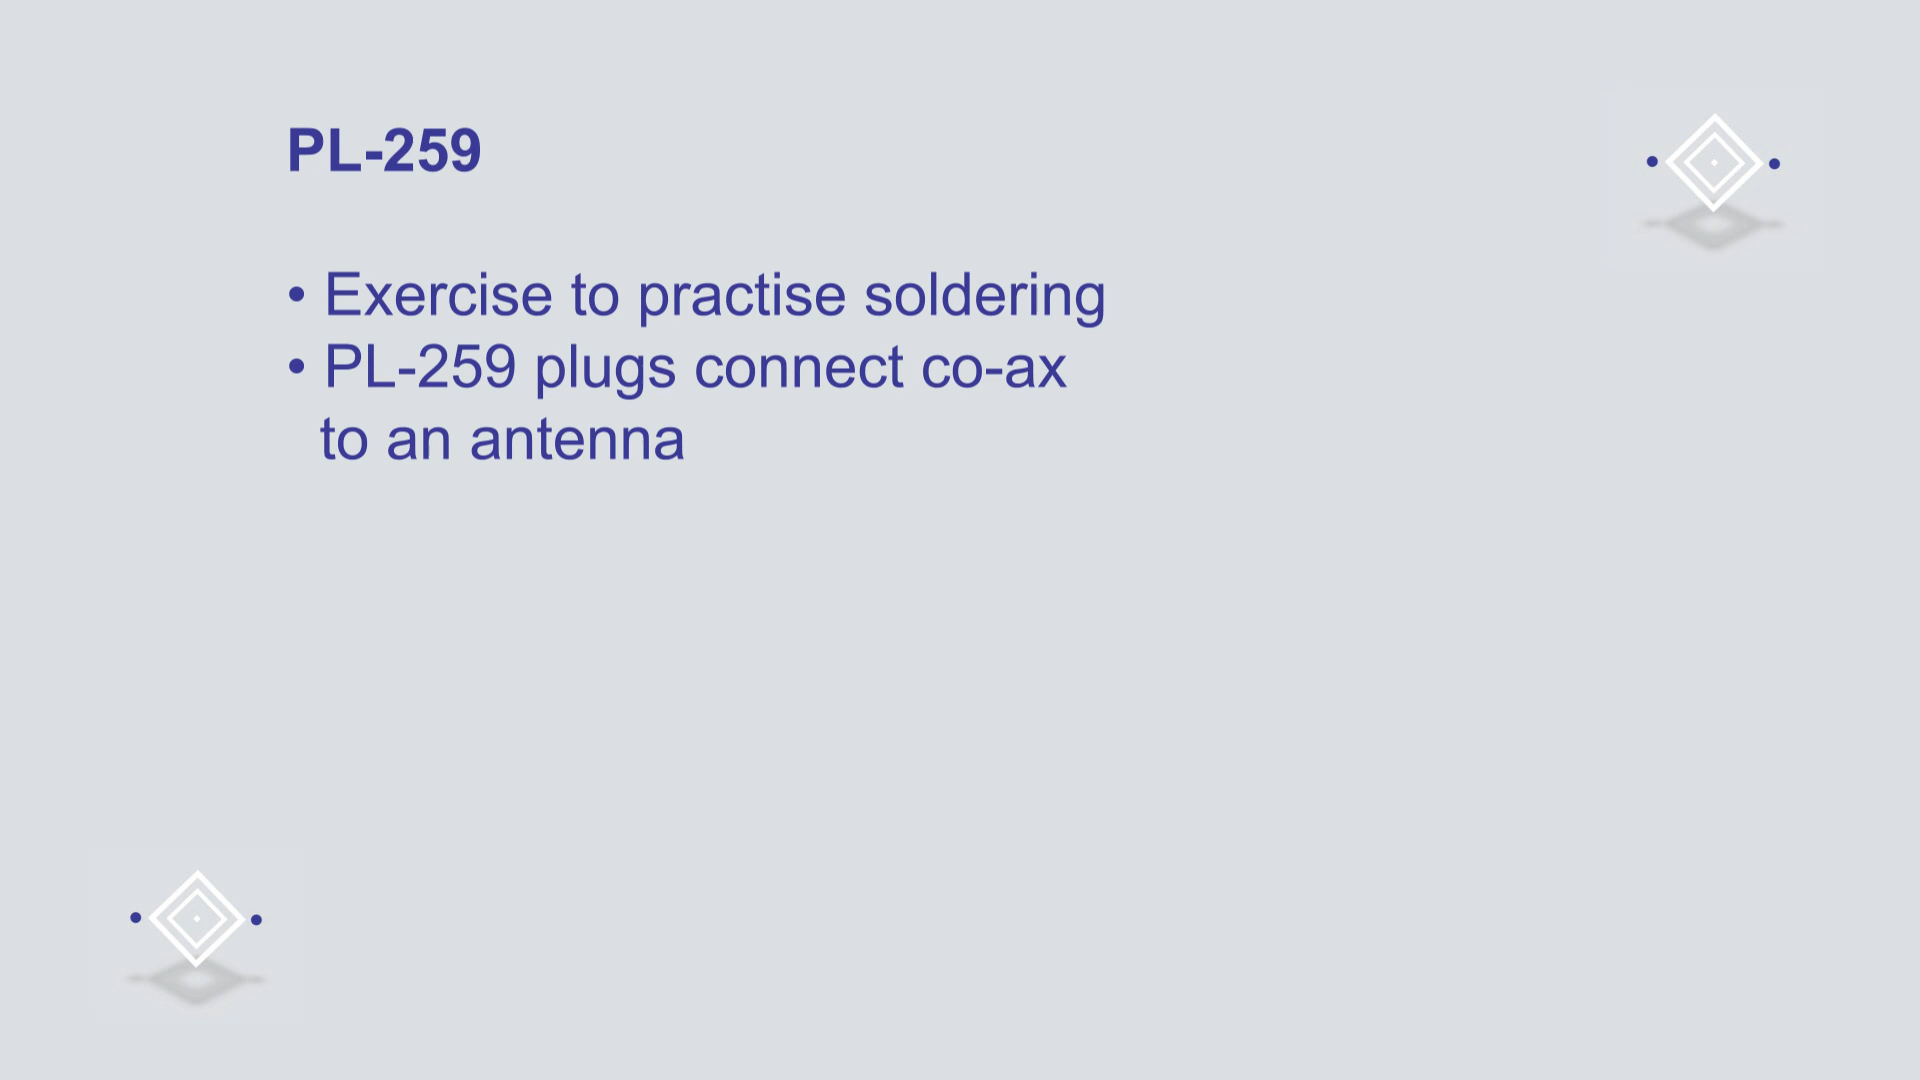 PL-259
• Exercise to practise soldering
• PL-259 plugs connect co-ax
to an antenna